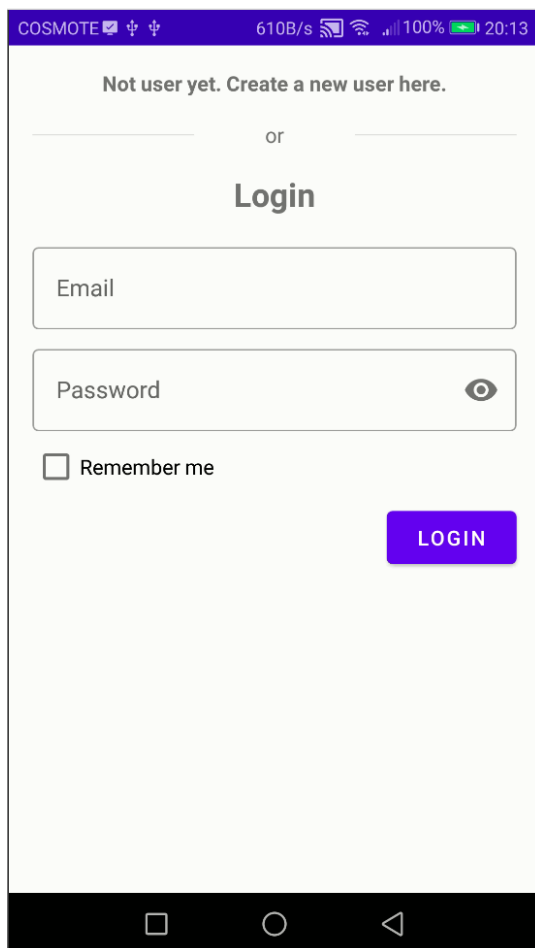 COSMOTE 610B/s 100% 20:13
Not user yet. Create a new user here.
or
Login
Email
Password
Remember me
LOGIN